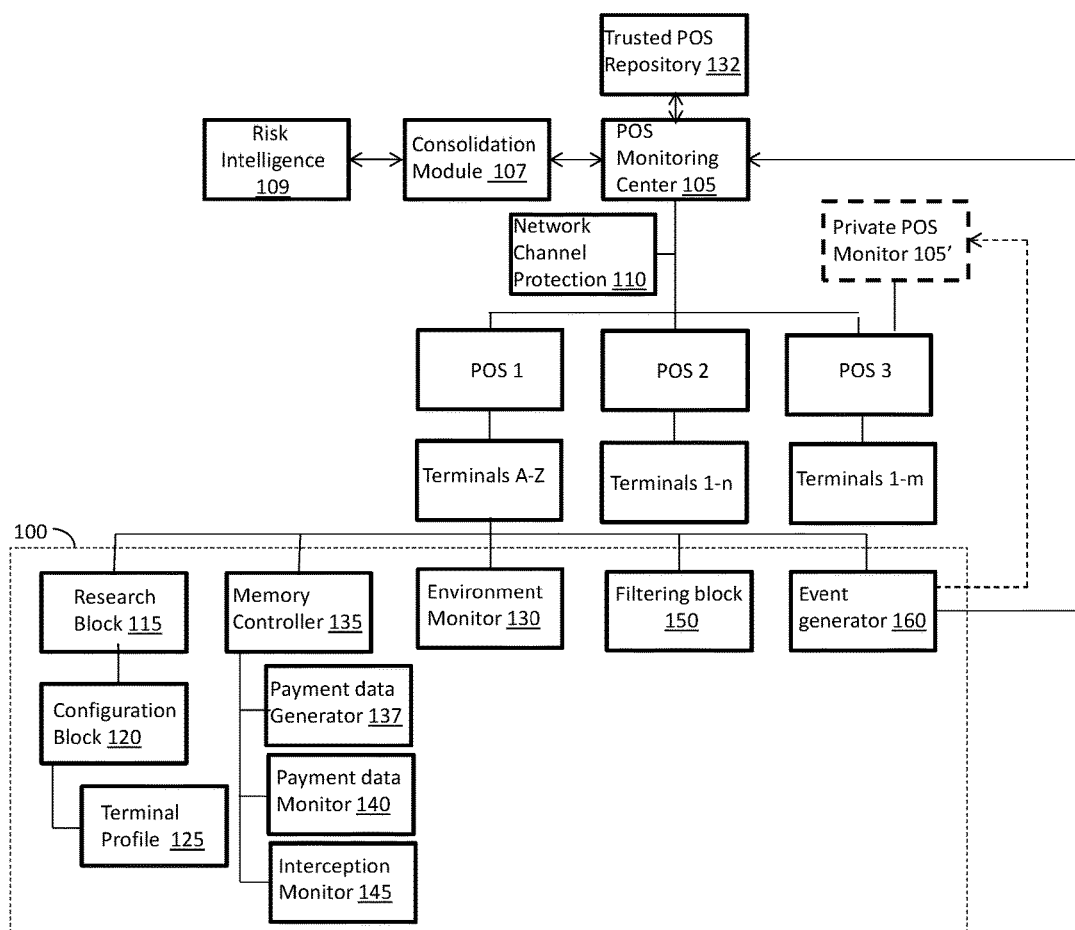 Trusted POS
Repository 132
Risk
Intelligence
109
Consolidation
Module 107
POS
Monitoring
Center 105
Network
Channel
Protection 110
Private POS
Monitor 105’
POS 1
POS 2
POS 3
Terminals A-Z
Terminals 1-n
Terminals 1-m
100
Research
Block 115
Memory
Controller 135
Environment
Monitor 130
Filtering block
150
Event
generator 160
Configuration
Block 120
Payment data
Generator 137
Terminal
Profile 125
Payment data
Monitor 140
Interception
Monitor 145